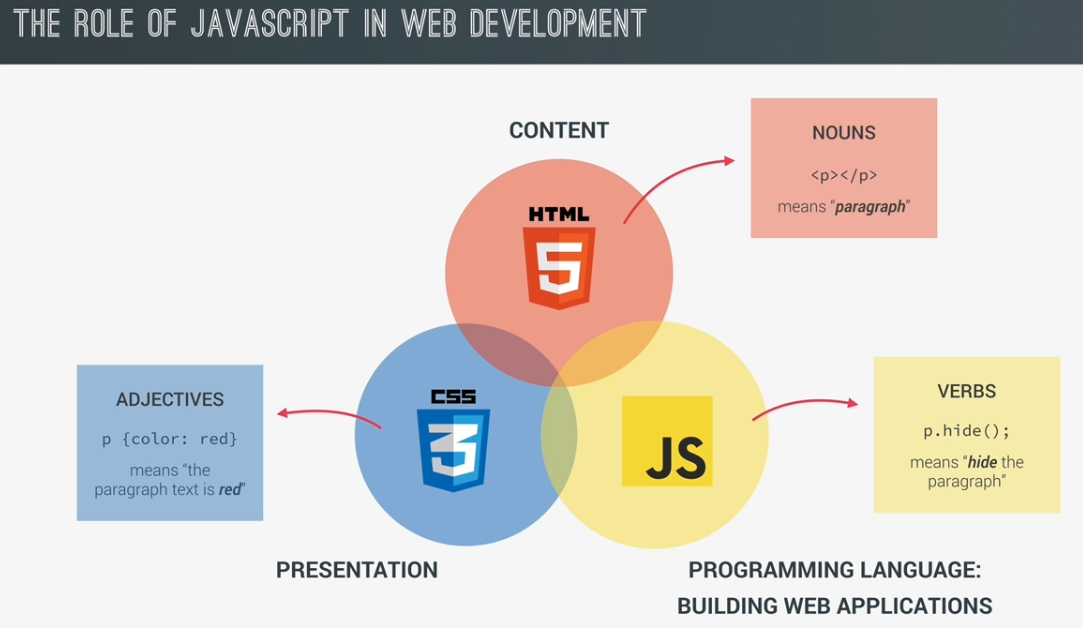 THE ROLE OF JAVASCRIPT IN WEB DEVELOPMENT
CONTENT
NOUNS
<p></p>
means “paragraph”
HTML
5
ADJECTIVES
p {color: red}
means “the
paragraph text is red”
CSS
3
JS
VERBS
p.hide();
means “hide the
paragraph”
PRESENTATION
PROGRAMMING LANGUAGE:
BUILDING WEB APPLICATIONS